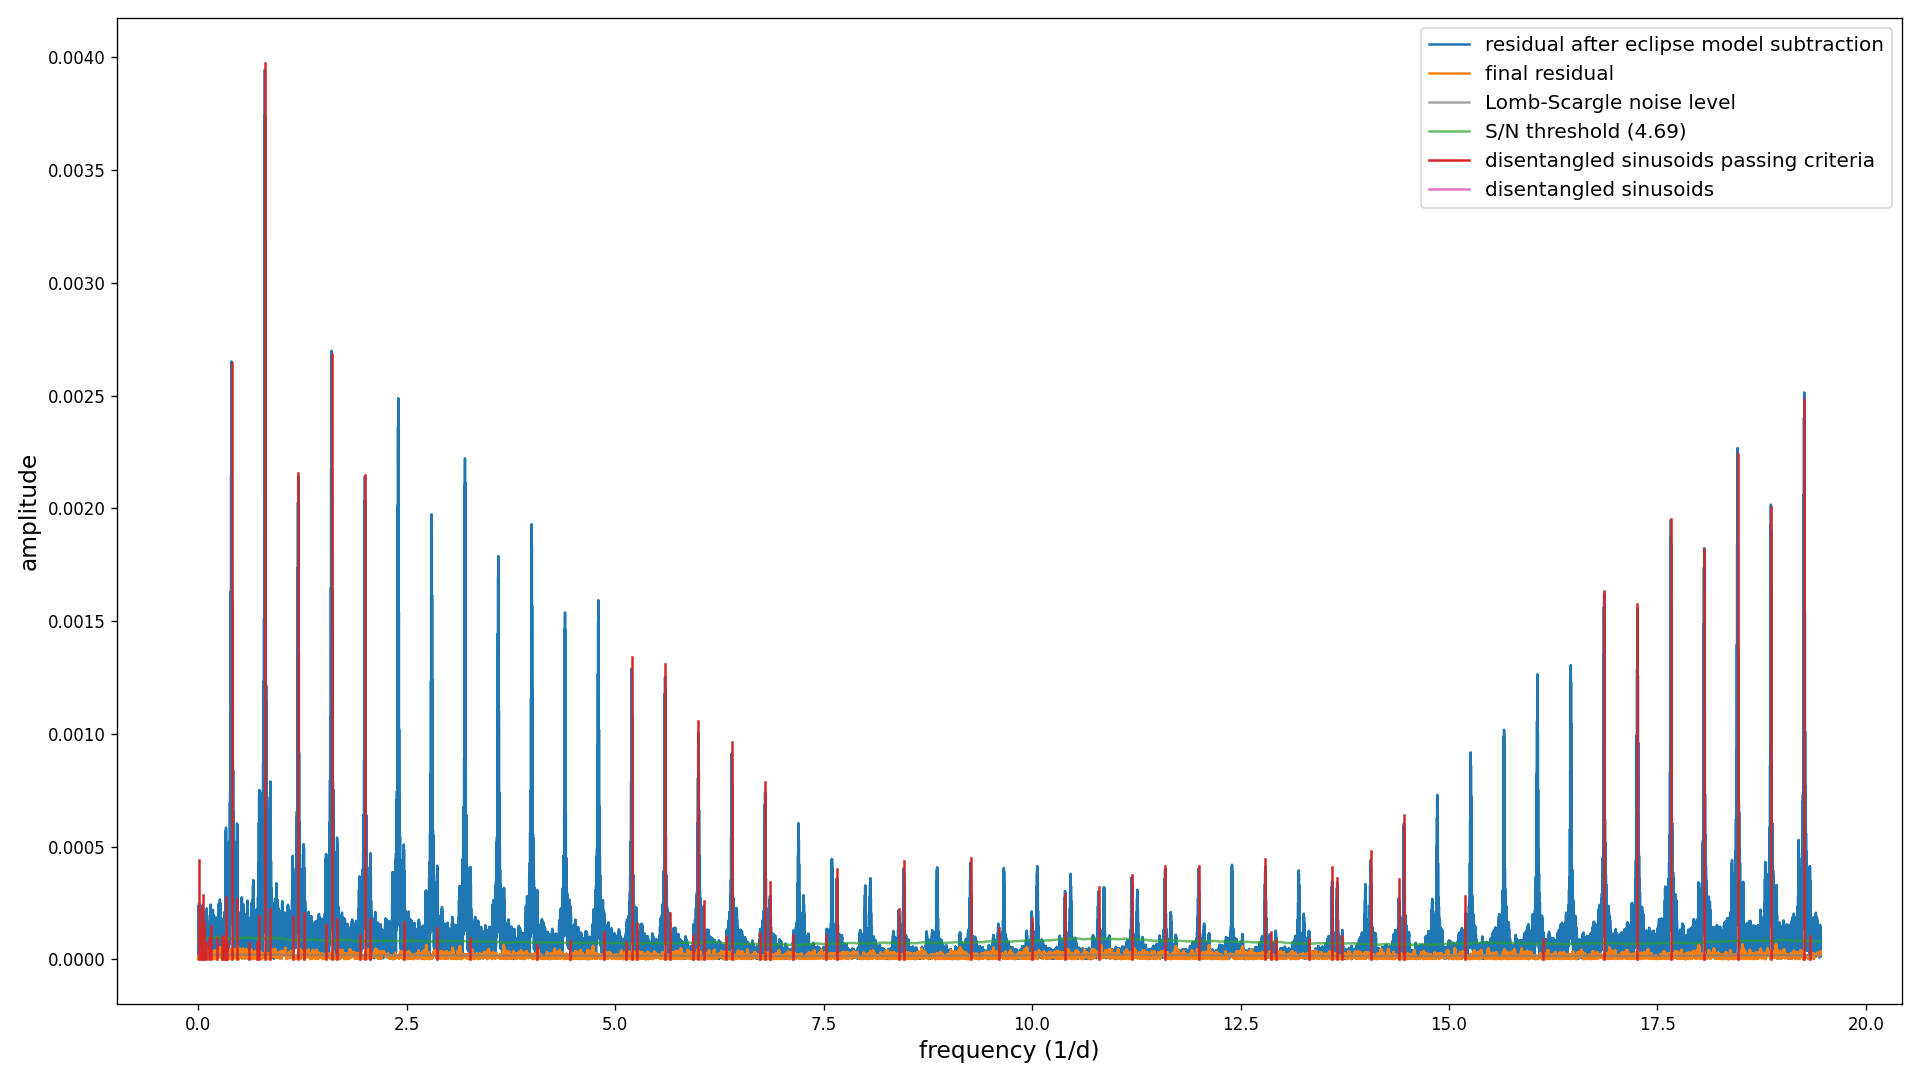 0.0040
0.0035
0.0030
0.0025
0.0020
0.0015
0.0010
0.0005
0.0000
amplitude
residual after eclipse model subtraction
final residual
Lomb-Scargle noise level
S/N threshold (4.69)
disentangled sinusoids passing criteria
disentangled sinusoids
0.0 2.5 5.0 7.5 10.0 12.5 15.0 17.5 20.0
frequency (1/d)